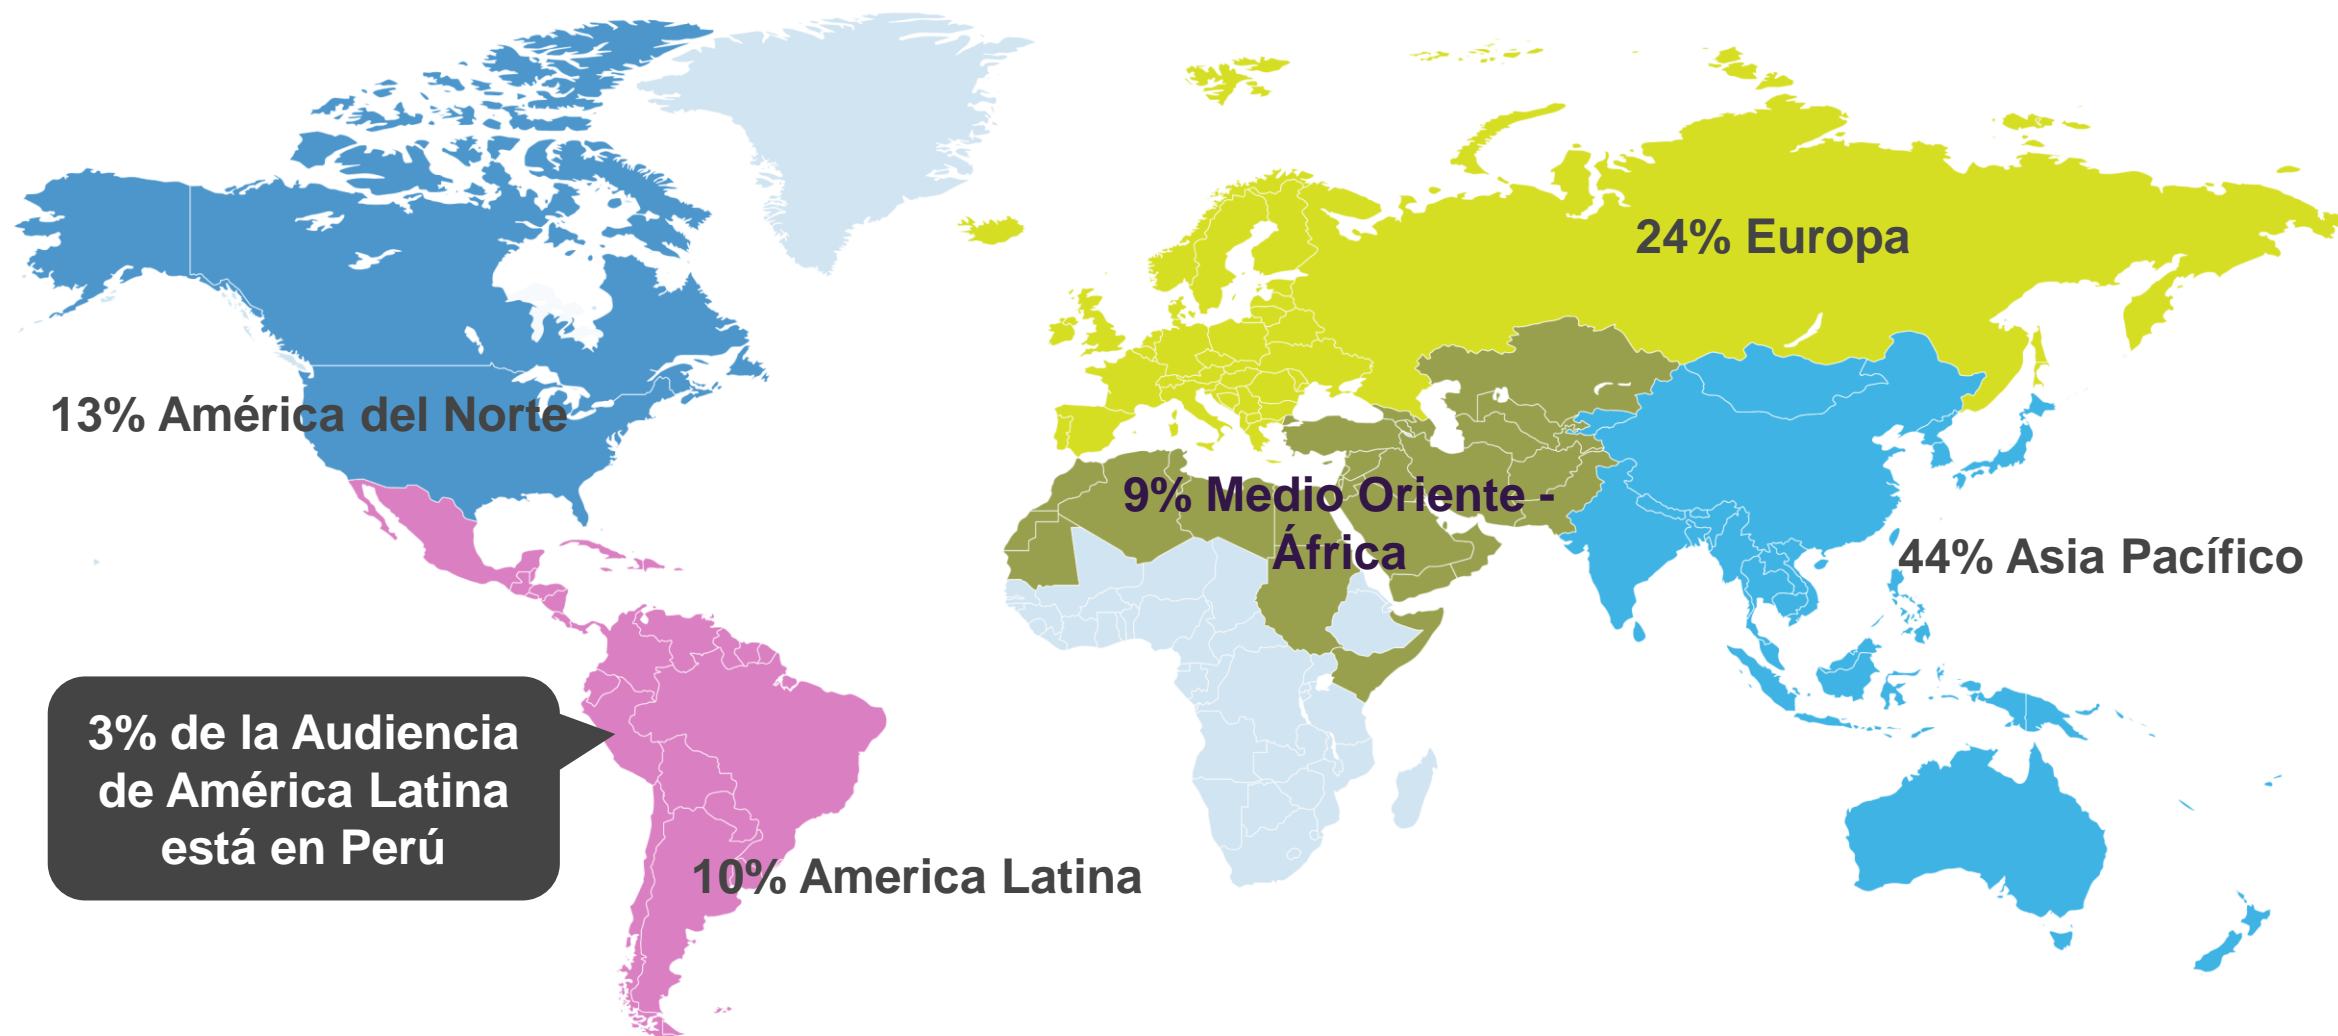 24% Europa
13% América del Norte
9% Medio Oriente -
África
44% Asia Pacífico
3% de la Audiencia
de América Latina
está en Perú
10% America Latina